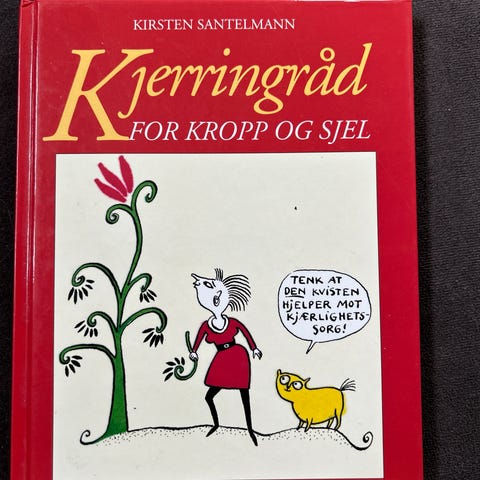 KIRSTEN SANTELMANN
Kjerringråd
FOR KROPP OG SJEL
TENK AT
DEN KVISTEN
HJELPER MOT
KJÆRLIGHETS-
SORG!